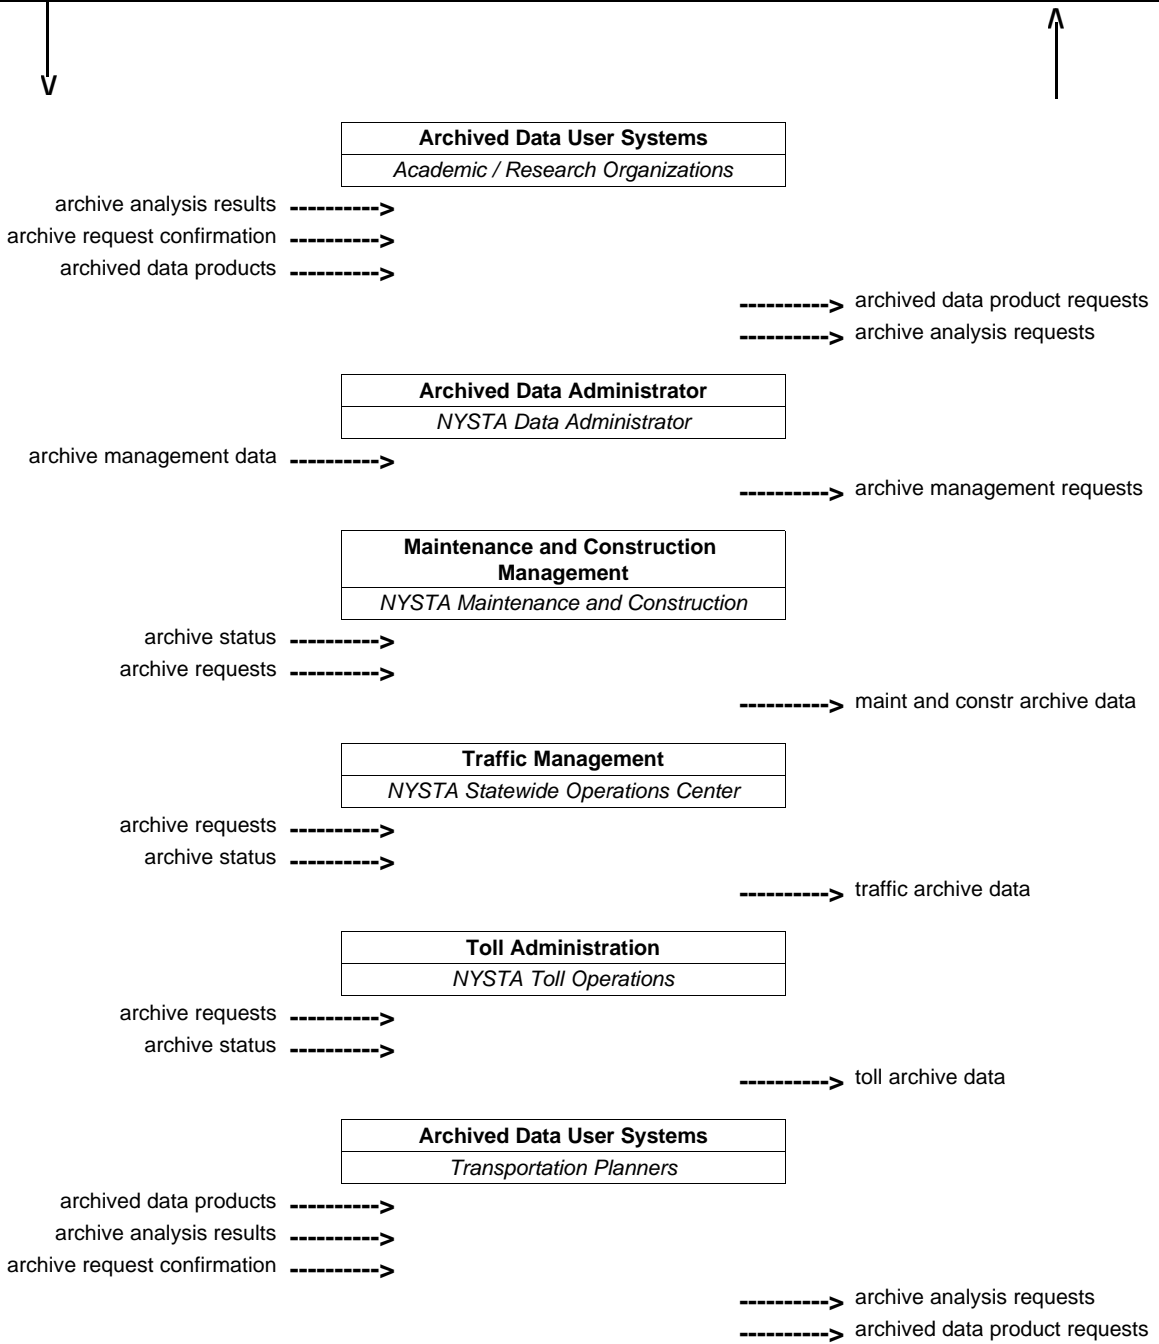 Archived Data User Systems
Academic / Research Organizations
archive analysis results
archive request confirmation
archived data products
archived data product requests
archive analysis requests
Archived Data Administrator
NYSTA Data Administrator
archive management data
archive management requests
Maintenance and Construction
Management
NYSTA Maintenance and Construction
archive status
archive requests
maint and constr archive data
Traffic Management
NYSTA Statewide Operations Center
archive requests
archive status
traffic archive data
Toll Administration
NYSTA Toll Operations
archive requests
archive status
toll archive data
Archived Data User Systems
Transportation Planners
archived data products
archive analysis results
archive request confirmation
archive analysis requests
archived data product requests